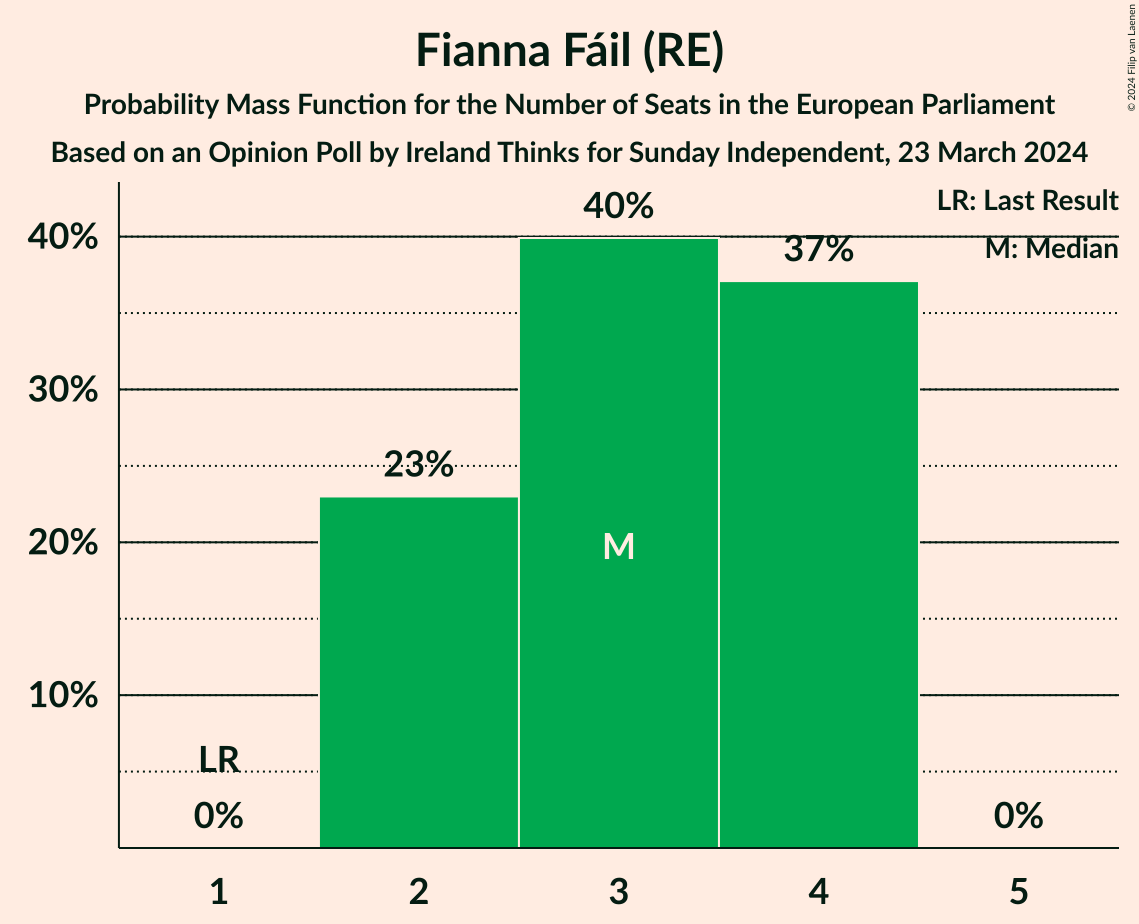 Fianna Fáil (RE)
Probability Mass Function for the Number of Seats in the European Parliament
Based on an Opinion Poll by Ireland Thinks for Sunday Independent, 23 March 2024
© 2024 Filip van Laenen
LR: Last Result
M: Median
40%
30%
20%
10%
LR
0%
23%
40%
M
37%
0%
1 2 3 4 5